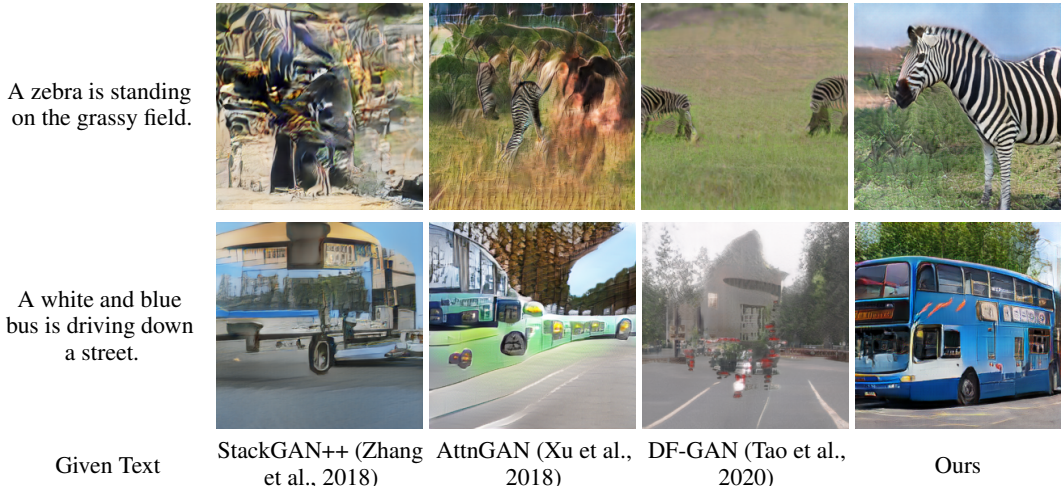 A zebra is standing
on the grassy field.
A white and blue
bus is driving down
a street.
Given Text
StackGAN++ (Zhang
et al., 2018)
AttnGAN (Xu et al.,
2018)
DF-GAN (Tao et al.,
2020)
Ours